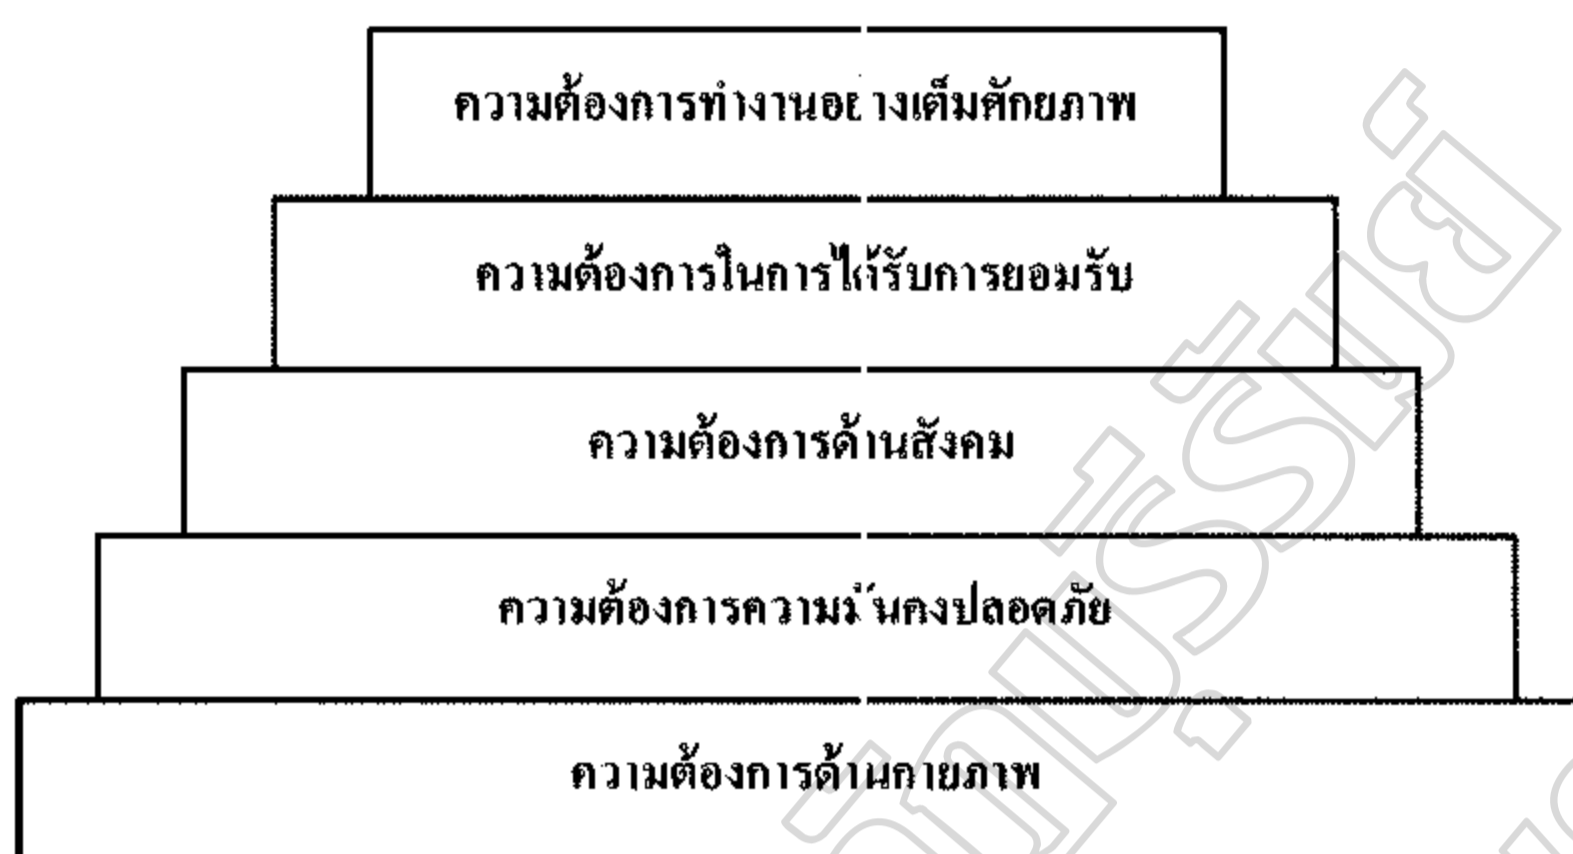 ความต้องการทำงานอย่างเต็มศักยภาพ
ความต้องการในการได้รับการยอมรับ
ความต้องการด้านสังคม
ความต้องการความมั่นคงปลอดภัย
ความต้องการด้านกายภาพ